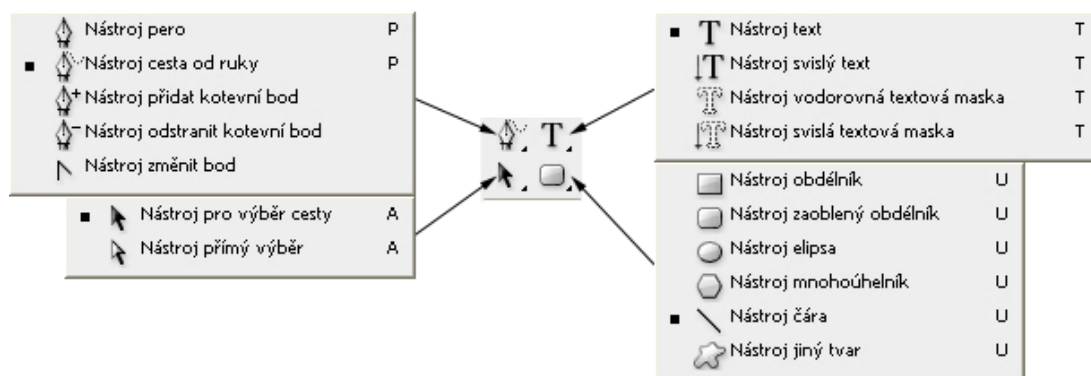 Nástroj pero P
Nástroj cesta od ruky P
Nástroj přidat kotevní bod
Nástroj odstranit kotevní bod
Nástroj změnit bod
Nástroj pro výběr cesty A
Nástroj přímý výběr A
Nástroj text T
Nástroj svislý text T
Nástroj vodorovná textová maska T
Nástroj svislá textová maska T
Nástroj obdélník U
Nástroj zaoblený obdélník U
Nástroj elipsa U
Nástroj mnohoúhelník U
Nástroj čára U
Nástroj jiný tvar U